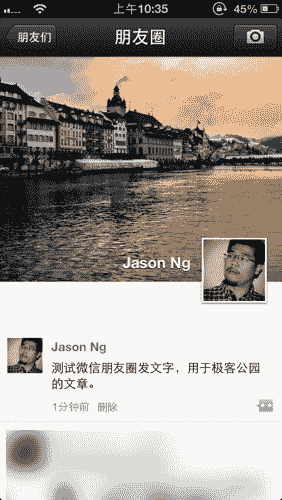 上午10:35
45%
朋友们
朋友圈
Jason Ng
Jason Ng
测试微信朋友圈发文字，用于极客公园
的文章。
1分钟前 删除